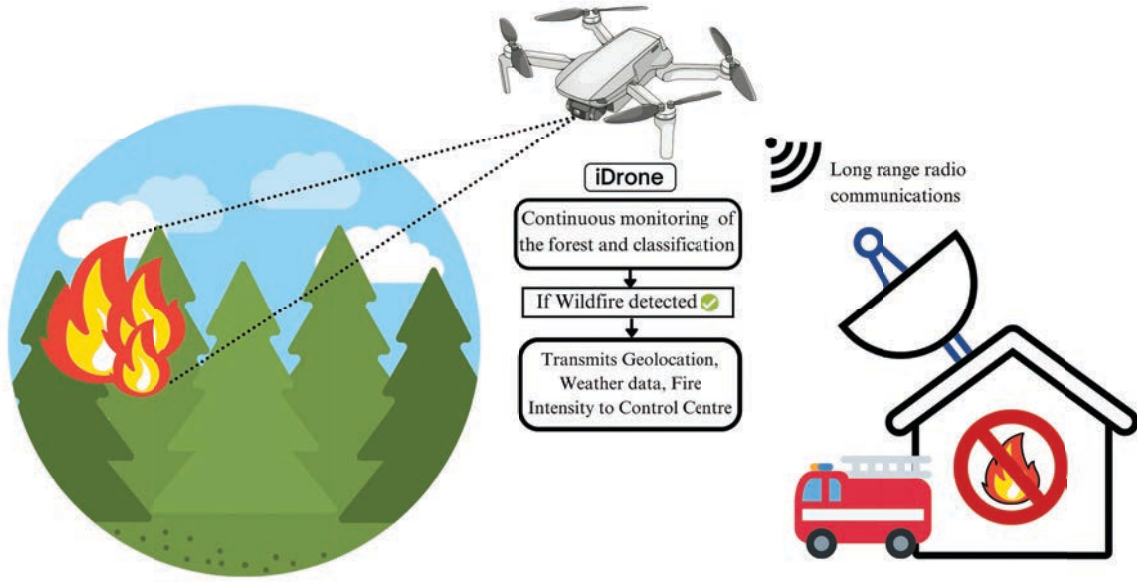 iDrone
Continuous monitoring of
the forest and classification
If Wildfire detected
Transmits Geolocation,
Weather data, Fire
Intensity to Control Centre
Long range radio
communications